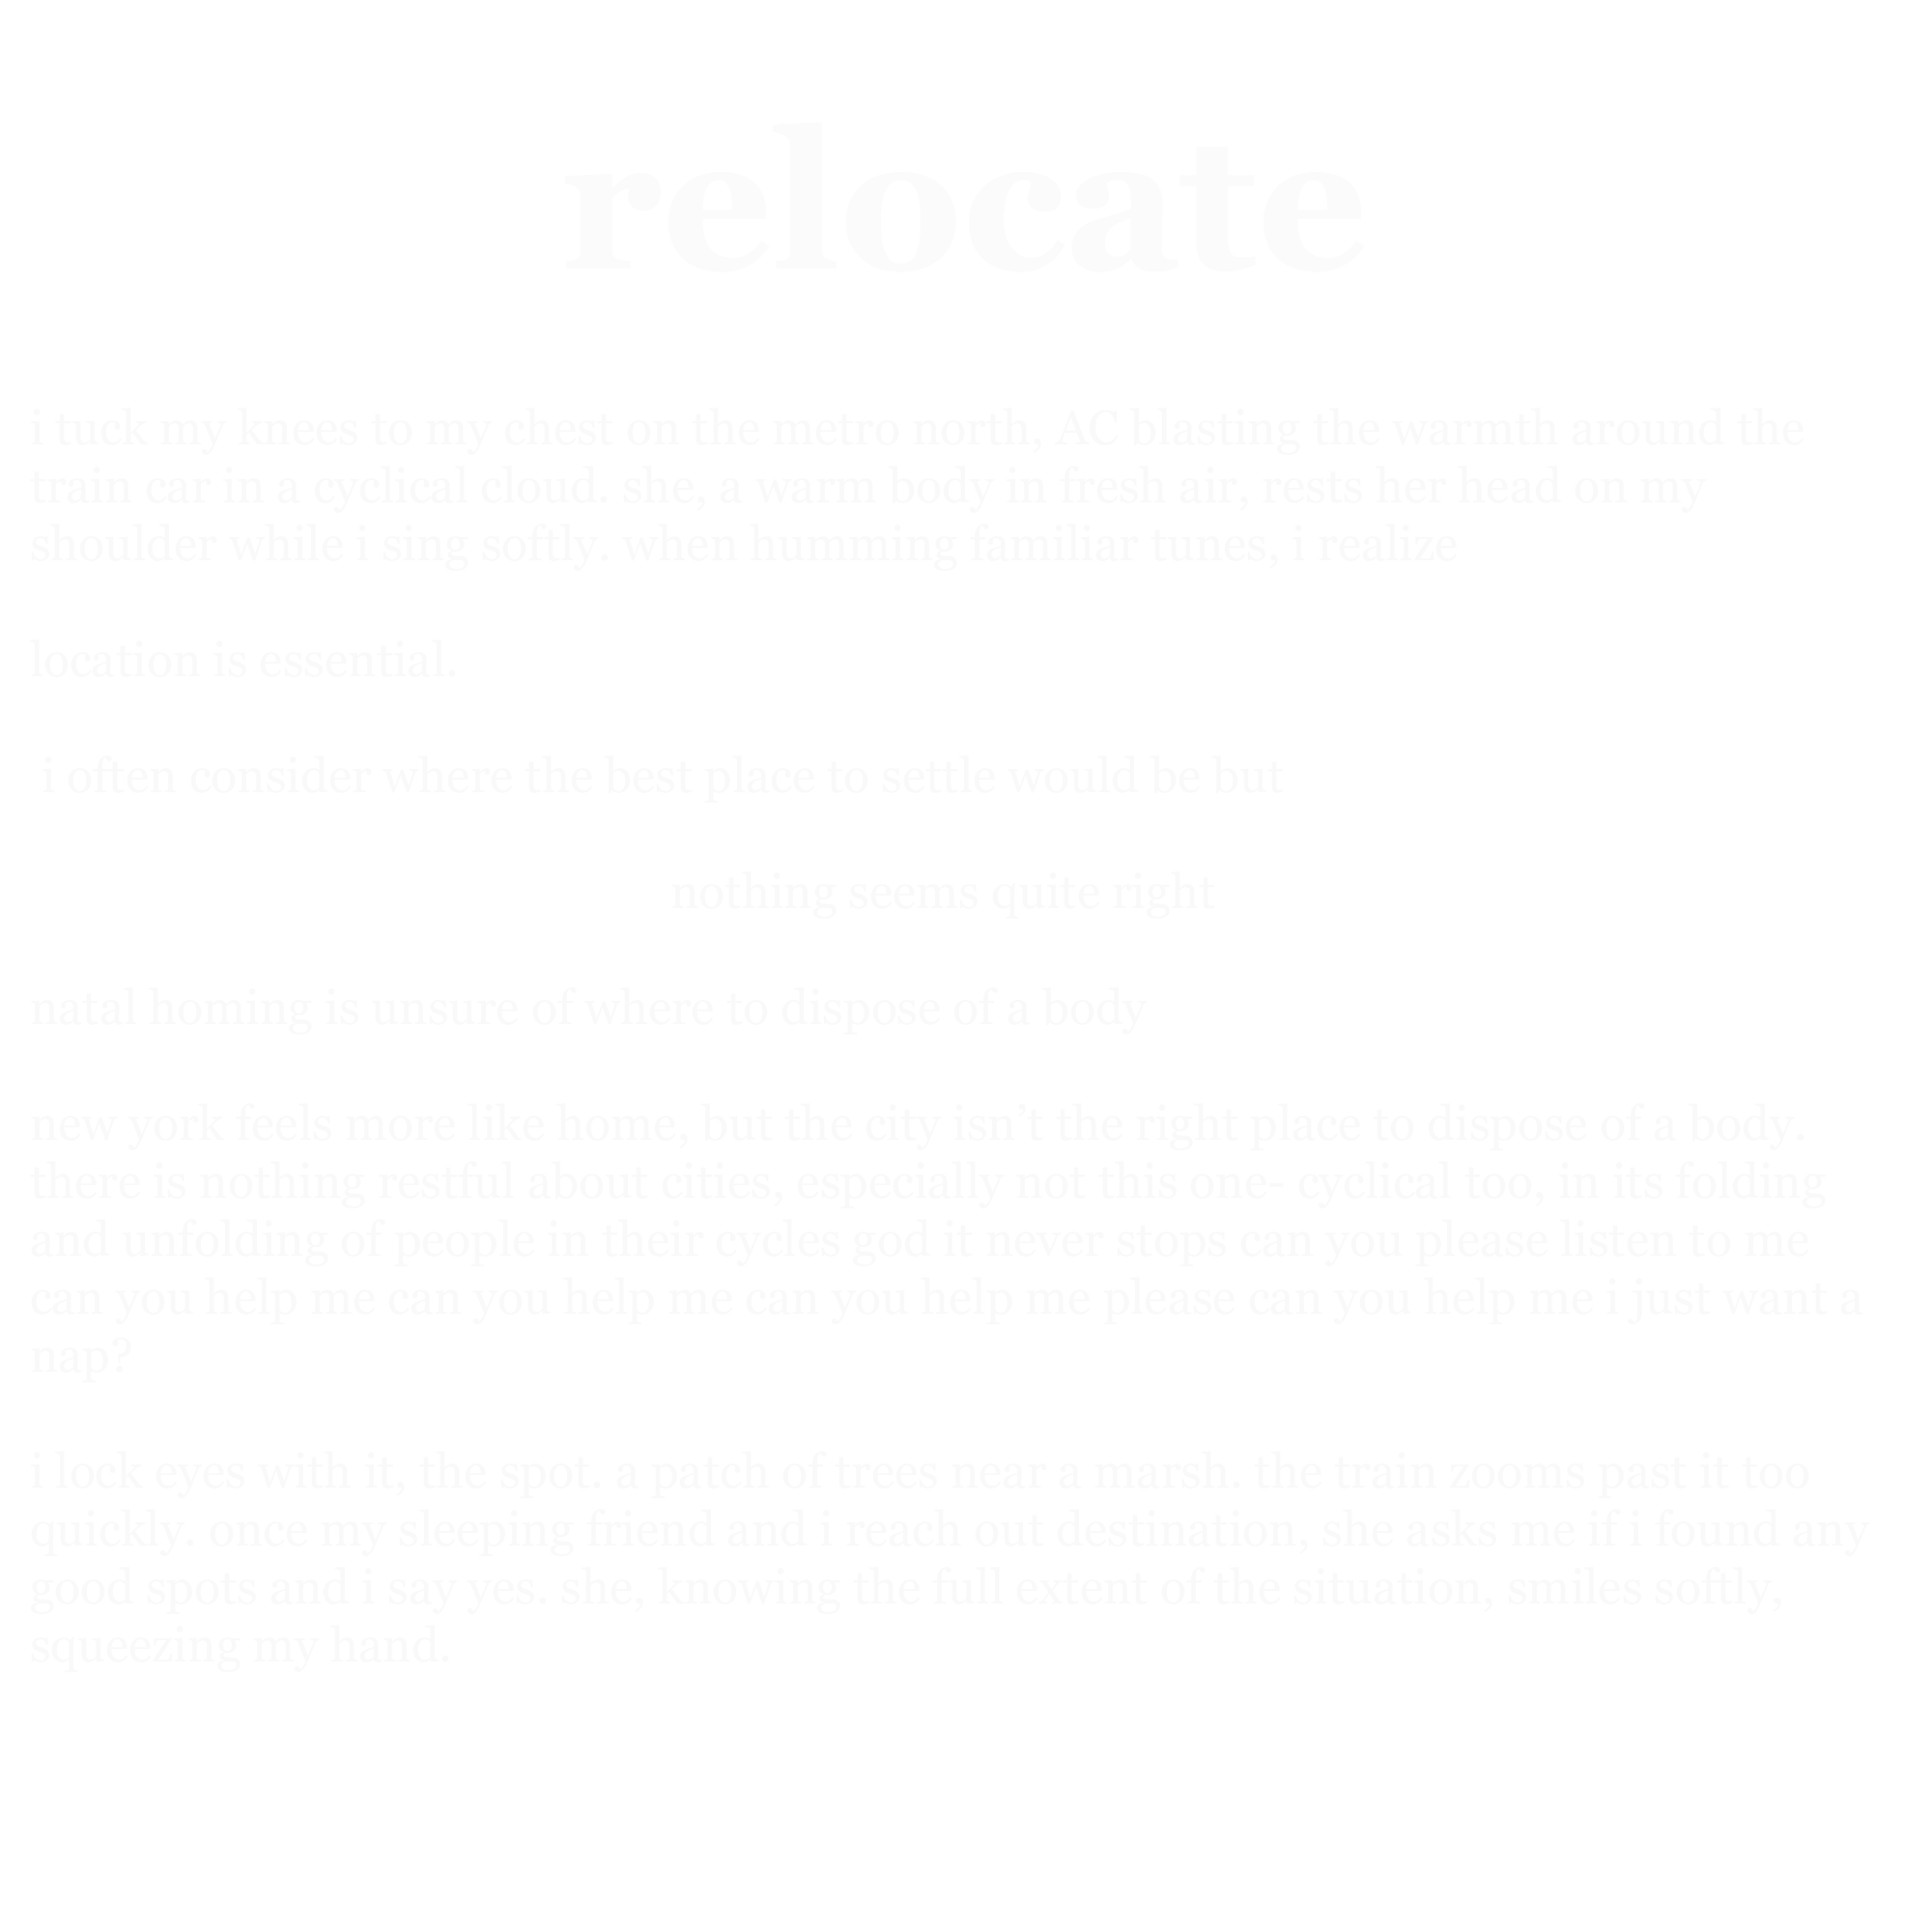 relocate
i tuck my knees to my chest on the metro north, AC blasting the warmth around the
train car in a cyclical cloud. she, a warm body in fresh air, rests her head on my
shoulder while i sing softly. when humming familiar tunes, i realize
location is essential.
i often consider where the best place to settle would be but
nothing seems quite right
natal homing is unsure of where to dispose of a body
new york feels more like home, but the city isn’t the right place to dispose of a body.
there is nothing restful about cities, especially not this one- cyclical too, in its folding
and unfolding of people in their cycles god it never stops can you please listen to me
can you help me can you help me can you help me please can you help me i just want a
nap?
i lock eyes with it, the spot. a patch of trees near a marsh. the train zooms past it too
quickly. once my sleeping friend and i reach out destination, she asks me if i found any
good spots and i say yes. she, knowing the full extent of the situation, smiles softly,
squeezing my hand.